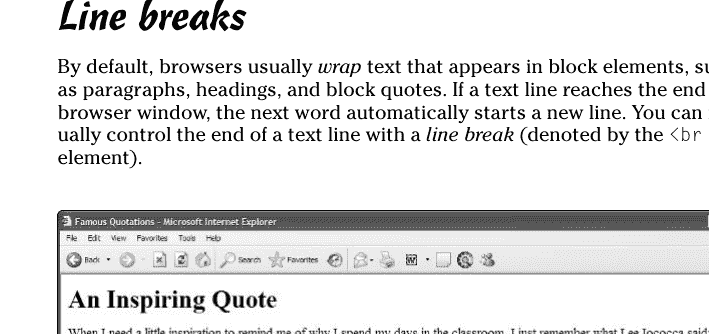 Line breaks
By default, browsers usually wrap text that appears in block elements, su
as paragraphs, headings, and block quotes. If a text line reaches the end
browser window, the next word automatically starts a new line. You can
ually control the end of a text line with a line break (denoted by the <br
element).
Famous Quotations - Microsoft Internet Explorer
File Edit View Favorites Tools Help
Back Search Favorites
An Inspiring Quote
When I need a little inspiration to remind me of why I spend my days in the classroom, I just remember what Lee Iococca said